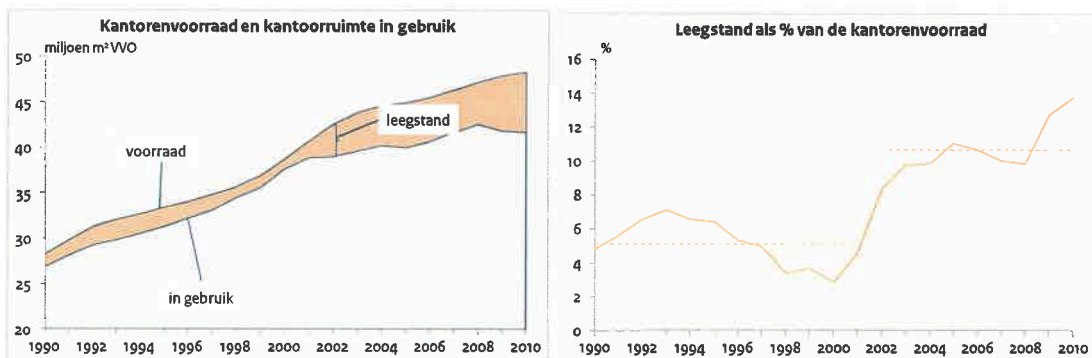 Kantorenvoorraad en kantoorruimte in gebruik
miljoen m² VVO
50
45
40
35
30
25
20
voorraad
leegstand
in gebruik
1990 1992 1994 1996 1998 2000 2002 2004 2006 2008 2010
Leegstand als % van de kantorenvoorraad
%
16
14
12
10
8
6
4
2
0
1990 1992 1994 1996 1998 2000 2002 2004 2006 2008 2010